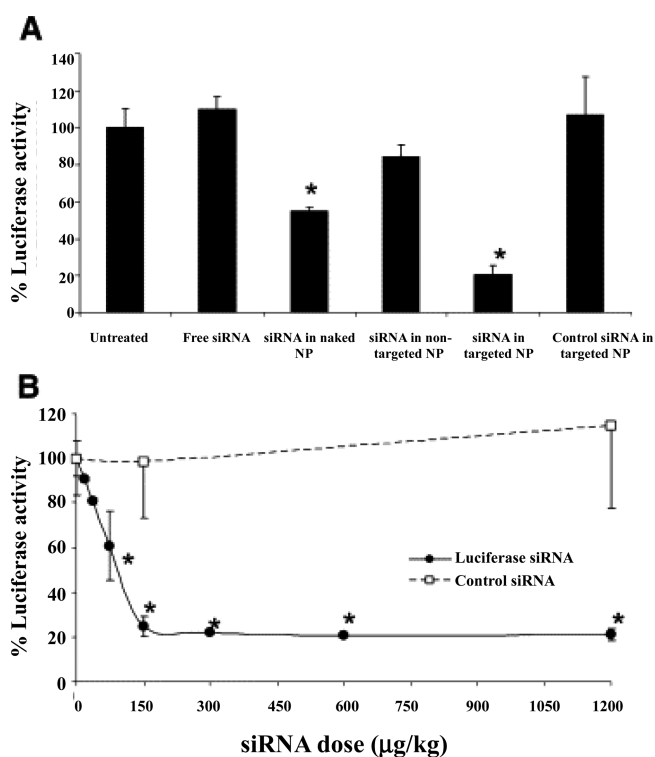 A
% Luciferase activity
140
120
100
80
60
40
20
0
*
*
Untreated
Free siRNA
siRNA in naked
NP
siRNA in non-
targeted NP
siRNA in
targeted NP
Control siRNA in
targeted NP
B
% Luciferase activity
120
100
80
60
40
20
0
*
*
*
*
*
Luciferase siRNA
Control siRNA
0 150 300 450 600 750 900 1050 1200
siRNA dose (µg/kg)